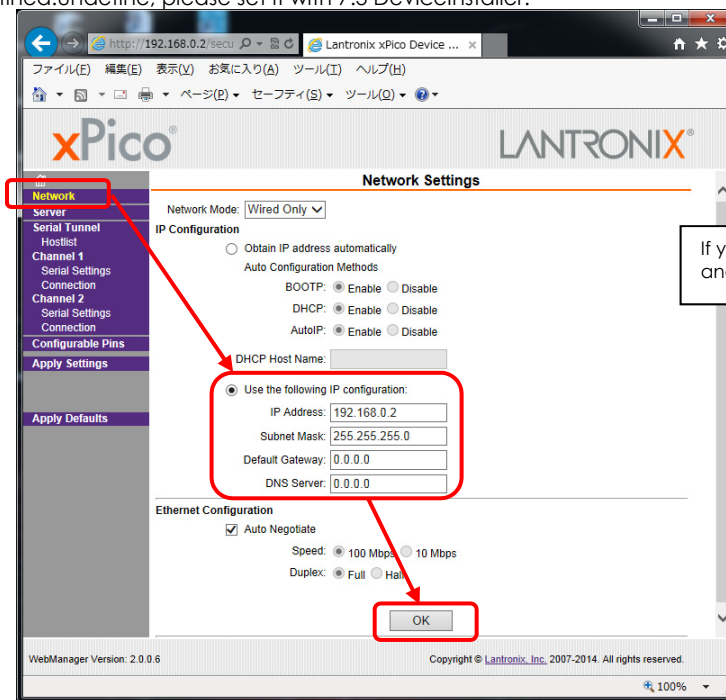 please set it with 7.5 DeviceInstaller.
http://192.168.0.2/secu
Lantronix xPico Device ...
ファイル(F) 編集(E) 表示(V) お気に入り(A) ツール(T) ヘルプ(H)
ページ(P) セーフティ(S) ツール(O)
xPico®
LANTRONIX®
Network
Server
Serial Tunnel
Hostlist
Channel 1
Serial Settings
Connection
Channel 2
Serial Settings
Connection
Configurable Pins
Apply Settings
Apply Defaults
Network Settings
Network Mode: Wired Only
IP Configuration
Obtain IP address automatically
Auto Configuration Methods
BOOTP: Enable Disable
DHCP: Enable Disable
AutoIP: Enable Disable
DHCP Host Name:
Use the following IP configuration:
IP Address: 192.168.0.2
Subnet Mask: 255.255.255.0
Default Gateway: 0.0.0.0
DNS Server: 0.0.0.0
Ethernet Configuration
Auto Negotiate
Speed: 100 Mbps 10 Mbps
Duplex: Full Half
OK
If y
an
WebManager Version: 2.0.0.6
Copyright © Lantronix, Inc. 2007-2014. All rights reserved.
100%